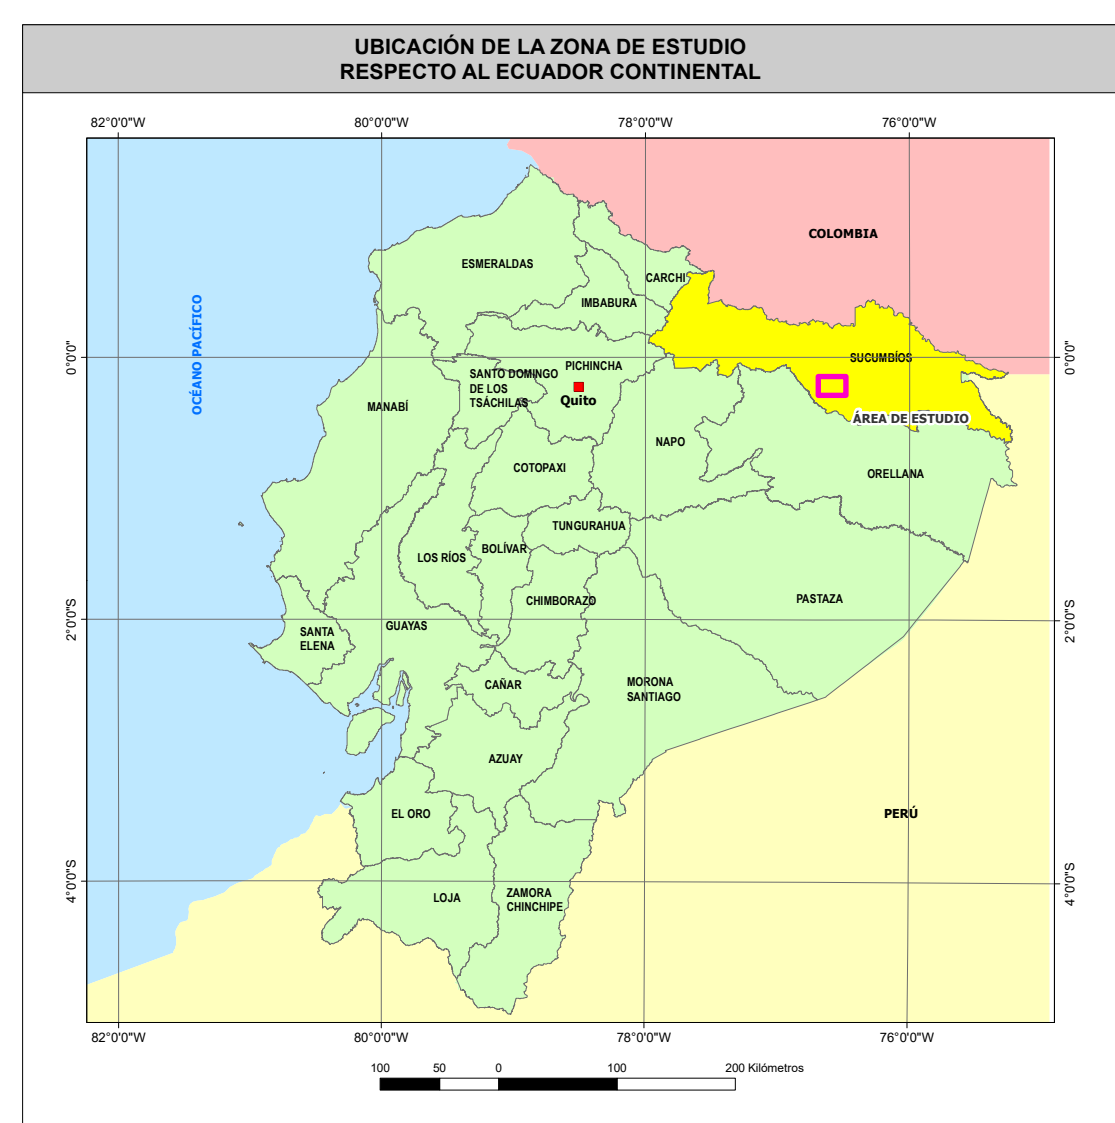 UBICACIÓN DE LA ZONA DE ESTUDIO
RESPECTO AL ECUADOR CONTINENTAL
82°0'0"W
80°0'0"W
78°0'0"W
76°0'0"W
COLOMBIA
ESMERALDAS
CARCHI
IMBABURA
OCÉANO PACÍFICO
0°0'0"
0°0'0"
SUCUMBÍOS
PICHINCHA
SANTO DOMINGO
DE LOS
TSÁCHILAS
Quito
MANABÍ
ÁREA DE ESTUDIO
NAPO
COTOPAXI
ORELLANA
TUNGURAHUA
BOLÍVAR
LOS RÍOS
CHIMBORAZO
PASTAZA
2°0'0"S
2°0'0"S
GUAYAS
SANTA
ELENA
CAÑAR
MORONA
SANTIAGO
AZUAY
EL ORO
PERÚ
4°0'0"S
4°0'0"S
LOJA
ZAMORA
CHINCHIPE
82°0'0"W
80°0'0"W
78°0'0"W
76°0'0"W
100
50
0
100
200 Kilómetros